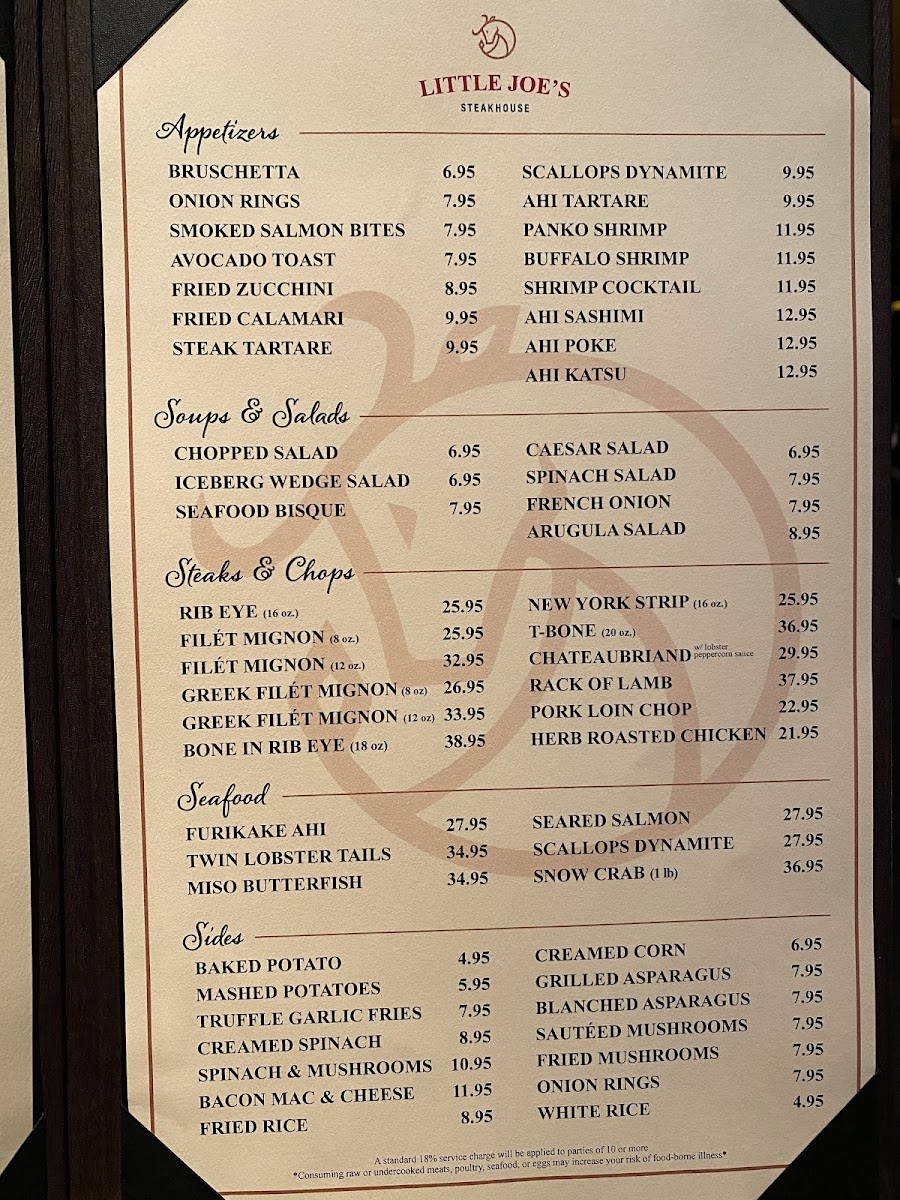 LITTLE JOE'S
STEAKHOUSE
Appetizers
BRUSCHETTA 6.95
ONION RINGS 7.95
SMOKED SALMON BITES 7.95
AVOCADO TOAST 7.95
FRIED ZUCCHINI 8.95
FRIED CALAMARI 9.95
STEAK TARTARE 9.95
SCALLOPS DYNAMITE 9.95
AHI TARTARE 9.95
PANKO SHRIMP 11.95
BUFFALO SHRIMP 11.95
SHRIMP COCKTAIL 11.95
AHI SASHIMI 12.95
AHI POKE 12.95
AHI KATSU 12.95
Soups & Salads
CHOPPED SALAD 6.95
ICEBERG WEDGE SALAD 6.95
SEAFOOD BISQUE 7.95
CAESAR SALAD 6.95
SPINACH SALAD 7.95
FRENCH ONION 7.95
ARUGULA SALAD 8.95
Steaks & Chops
RIB EYE (16 oz.) 25.95
FILÉT MIGNON (8 oz.) 25.95
FILÉT MIGNON (12 oz.) 32.95
GREEK FILÉT MIGNON (8 oz) 26.95
GREEK FILÉT MIGNON (12 oz) 33.95
BONE IN RIB EYE (18 oz) 38.95
NEW YORK STRIP (16 oz.) 25.95
T-BONE (20 oz.) 36.95
CHATEAUBRIAND w/ lobster peppercorn sauce 29.95
RACK OF LAMB 37.95
PORK LOIN CHOP 22.95
HERB ROASTED CHICKEN 21.95
Seafood
FURIKAKE AHI 27.95
TWIN LOBSTER TAILS 34.95
MISO BUTTERFISH 34.95
SEARED SALMON 27.95
SCALLOPS DYNAMITE 27.95
SNOW CRAB (1 lb) 36.95
Sides
BAKED POTATO 4.95
MASHED POTATOES 5.95
TRUFFLE GARLIC FRIES 7.95
CREAMED SPINACH 8.95
SPINACH & MUSHROOMS 10.95
BACON MAC & CHEESE 11.95
FRIED RICE 8.95
CREAMED CORN 6.95
GRILLED ASPARAGUS 7.95
BLANCHED ASPARAGUS 7.95
SAUTÉED MUSHROOMS 7.95
FRIED MUSHROOMS 7.95
ONION RINGS 7.95
WHITE RICE 4.95
A standard 18% service charge will be applied to parties of 10 or more
*Consuming raw or undercooked meats, poultry, seafood, or eggs may increase your risk of food-borne illness*